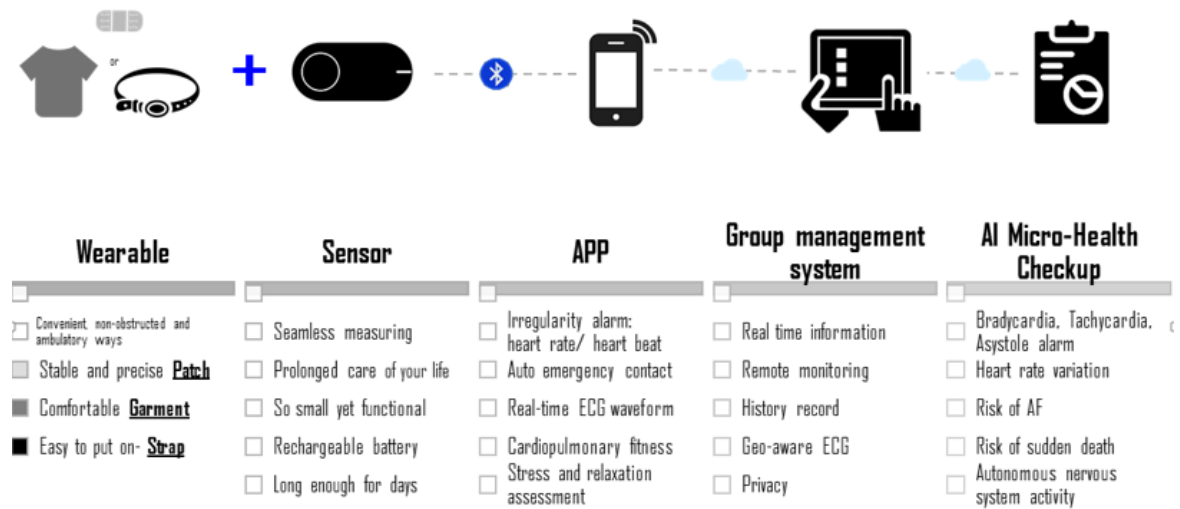 or
Wearable
Convenient, non-obstructed and
ambulatory ways
Stable and precise Patch
Comfortable Garment
Easy to put on- Strap
Sensor
Seamless measuring
Prolonged care of your life
So small yet functional
Rechargeable battery
Long enough for days
APP
Irregularity alarm:
heart rate/ heart beat
Auto emergency contact
Real-time ECG waveform
Cardiopulmonary fitness
Stress and relaxation
assessment
Group management
system
Real time information
Remote monitoring
History record
Geo-aware ECG
Privacy
AI Micro-Health
Checkup
Bradycardia, Tachycardia,
Asystole alarm
Heart rate variation
Risk of AF
Risk of sudden death
Autonomous nervous
system activity